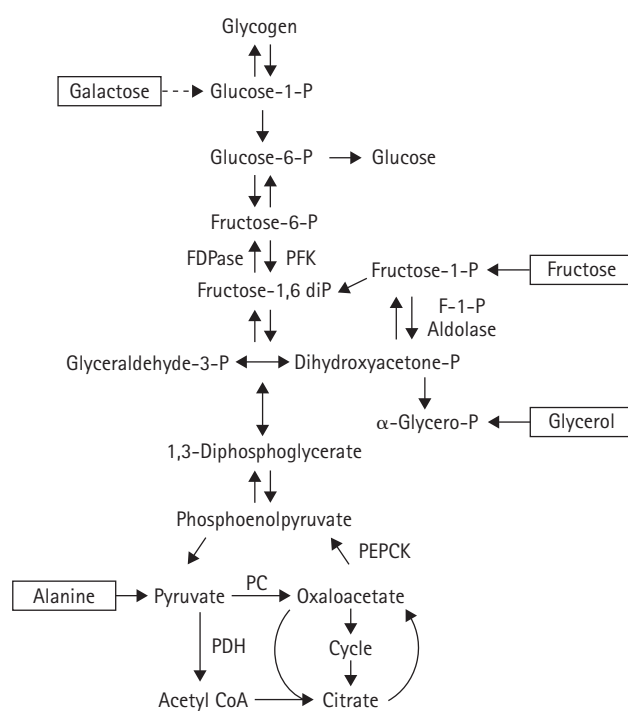 Glycogen
Galactose
Glucose-1-P
Glucose-6-P
Glucose
Fructose-6-P
FDPase
PFK
Fructose-1-P
Fructose
Fructose-1,6 diP
F-1-P
Aldolase
Glyceraldehyde-3-P
Dihydroxyacetone-P
α-Glycero-P
Glycerol
1,3-Diphosphoglycerate
Phosphoenolpyruvate
PEPCK
Alanine
Pyruvate
PC
Oxaloacetate
PDH
Cycle
Acetyl CoA
Citrate